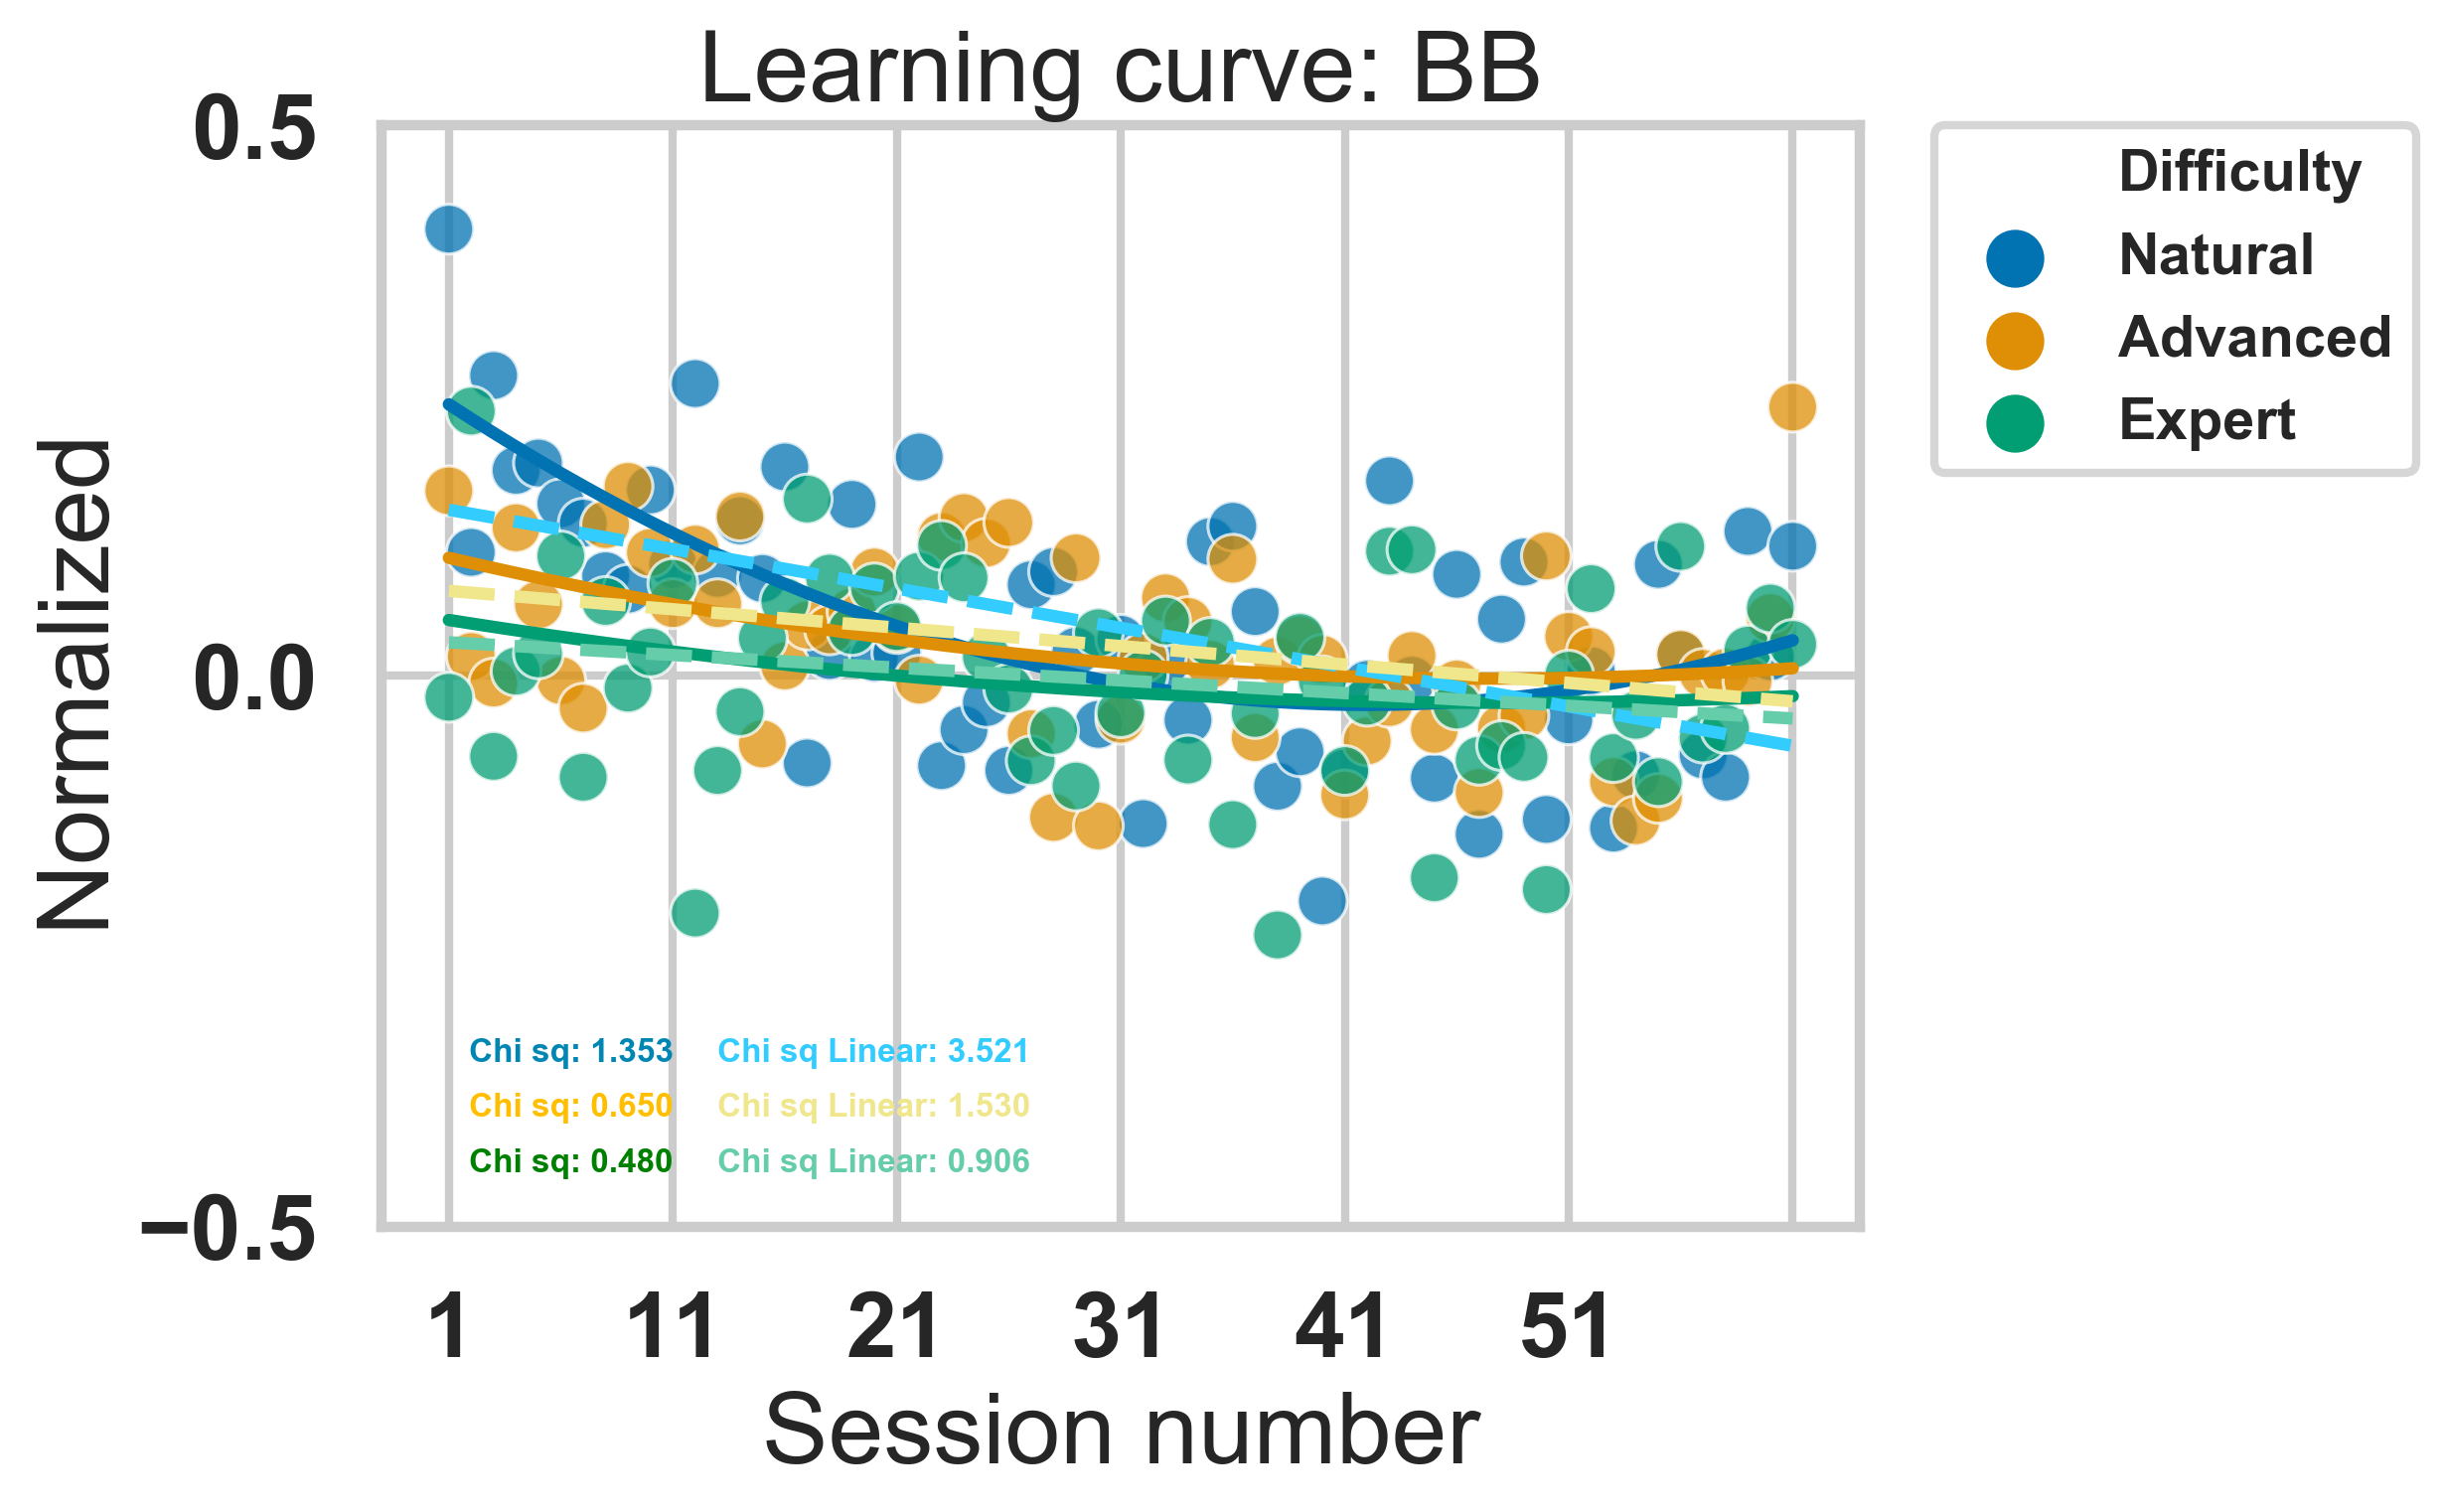 Learning curve: BB
0.5
0.0
−0.5
Normalized
Difficulty
Natural
Advanced
Expert
Chi sq: 1.353 Chi sq Linear: 3.521
Chi sq: 0.650 Chi sq Linear: 1.530
Chi sq: 0.480 Chi sq Linear: 0.906
1 11 21 31 41 51
Session number